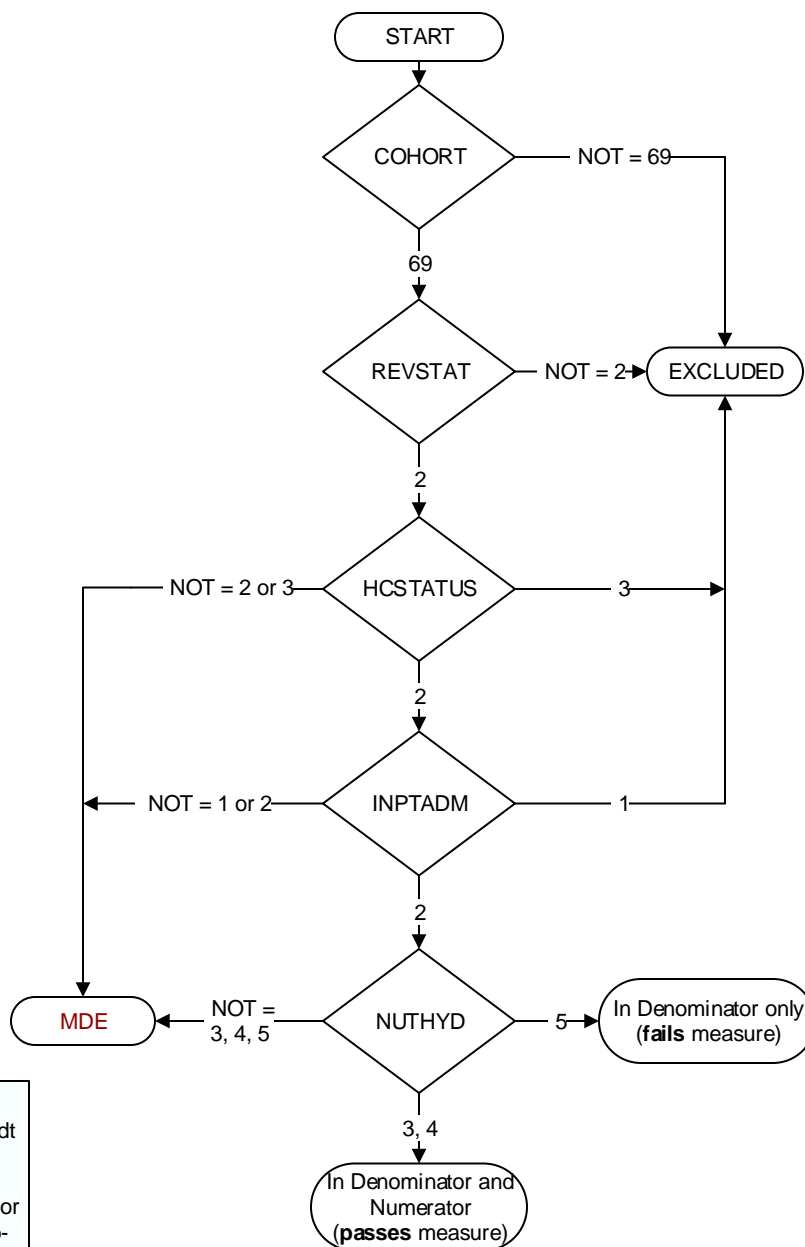 START
COHORT
NOT = 69
69
REVSTAT
NOT = 2
EXCLUDED
2
NOT = 2 or 3
HCSTATUS
3
2
NOT = 1 or 2
INPTADM
1
2
MDE
NOT =
3, 4, 5
NUTHYD
5
In Denominator only
(fails measure)
3, 4
In Denominator and
Numerator
(passes measure)
dt
or